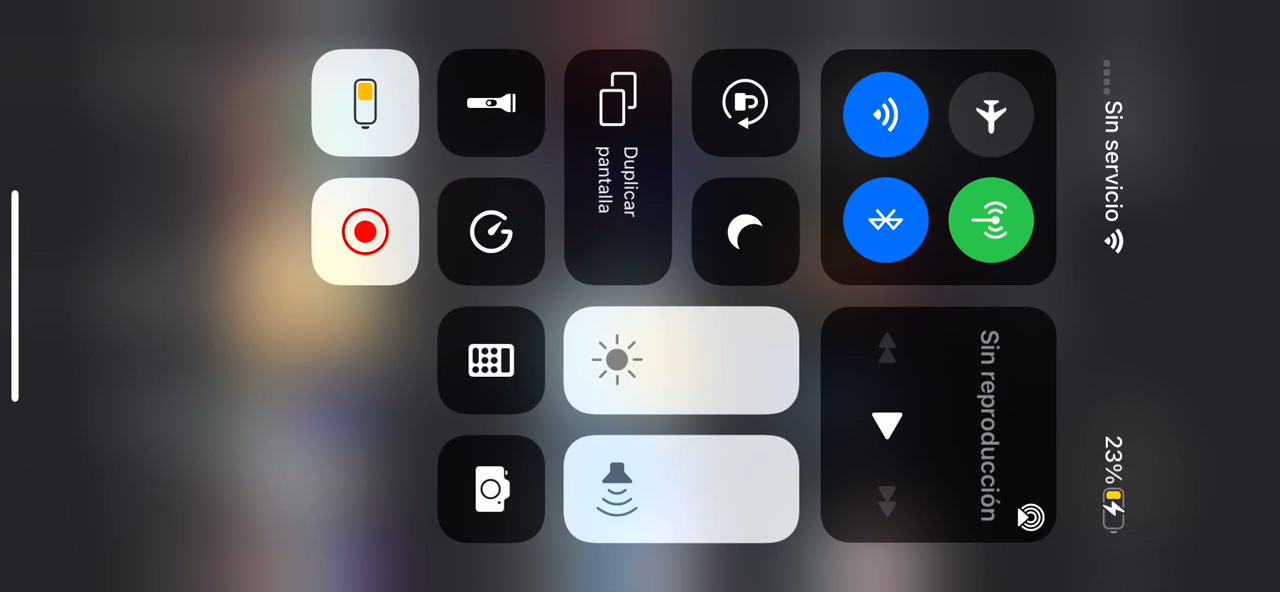 Sin servicio
23%
Sin reproducción
Duplicar
pantalla